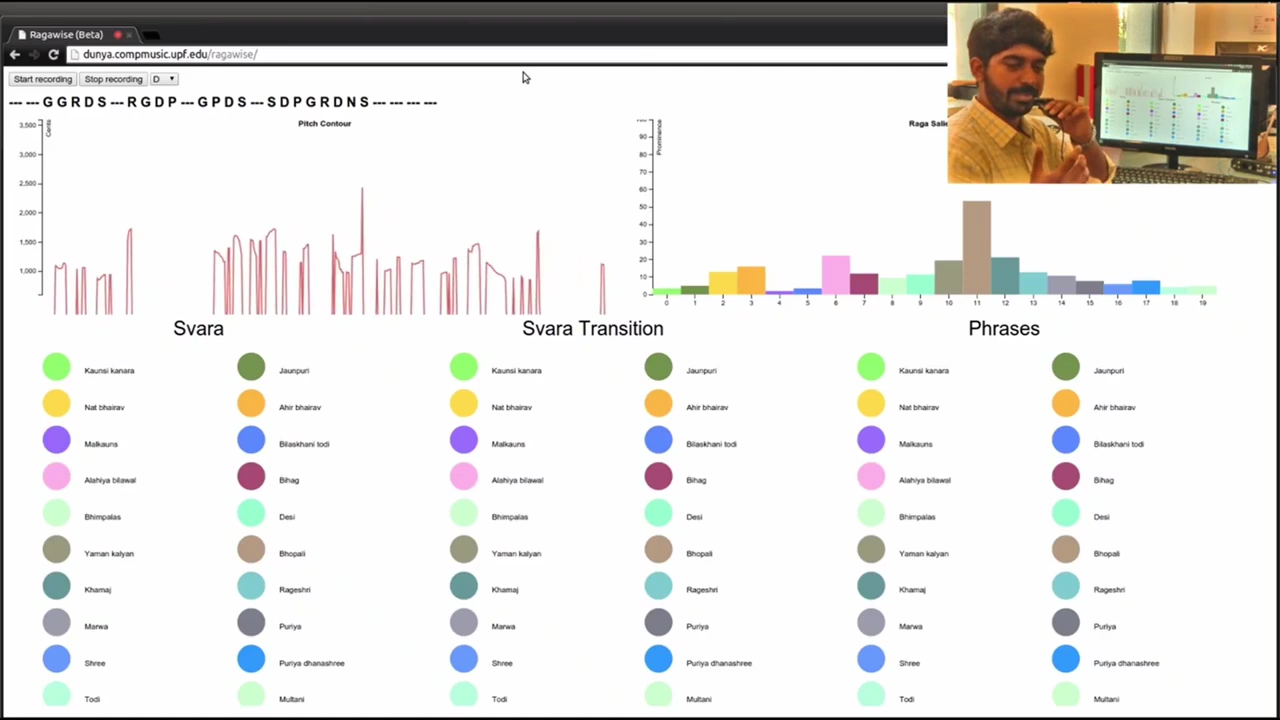 Ragawise (Beta)
dunya.compmusic.upf.edu/ragawise/
Start recording Stop recording D
--- --- G G R D S --- R G D P --- G P D S --- S D P G R D N S --- --- --- ---
Cents
Pitch Contour
3,500
3,000
2,500
2,000
1,500
1,000
Prominence
Raga Salie
90
80
70
60
50
40
30
20
10
0
0 1 2 3 4 5 6 7 8 9 10 11 12 13 14 15 16 17 18 19
Svara Svara Transition Phrases
Kaunsi kanara Jaunpuri Kaunsi kanara Jaunpuri Kaunsi kanara Jaunpuri
Nat bhairav Ahir bhairav Nat bhairav Ahir bhairav Nat bhairav Ahir bhairav
Malkauns Bilaskhani todi Malkauns Bilaskhani todi Malkauns Bilaskhani todi
Alahiya bilawal Bihag Alahiya bilawal Bihag Alahiya bilawal Bihag
Bhimpalas Desi Bhimpalas Desi Bhimpalas Desi
Yaman kalyan Bhopali Yaman kalyan Bhopali Yaman kalyan Bhopali
Khamaj Rageshri Khamaj Rageshri Khamaj Rageshri
Marwa Puriya Marwa Puriya Marwa Puriya
Shree Puriya dhanashree Shree Puriya dhanashree Shree Puriya dhanashree
Todi Multani Todi Multani Todi Multani